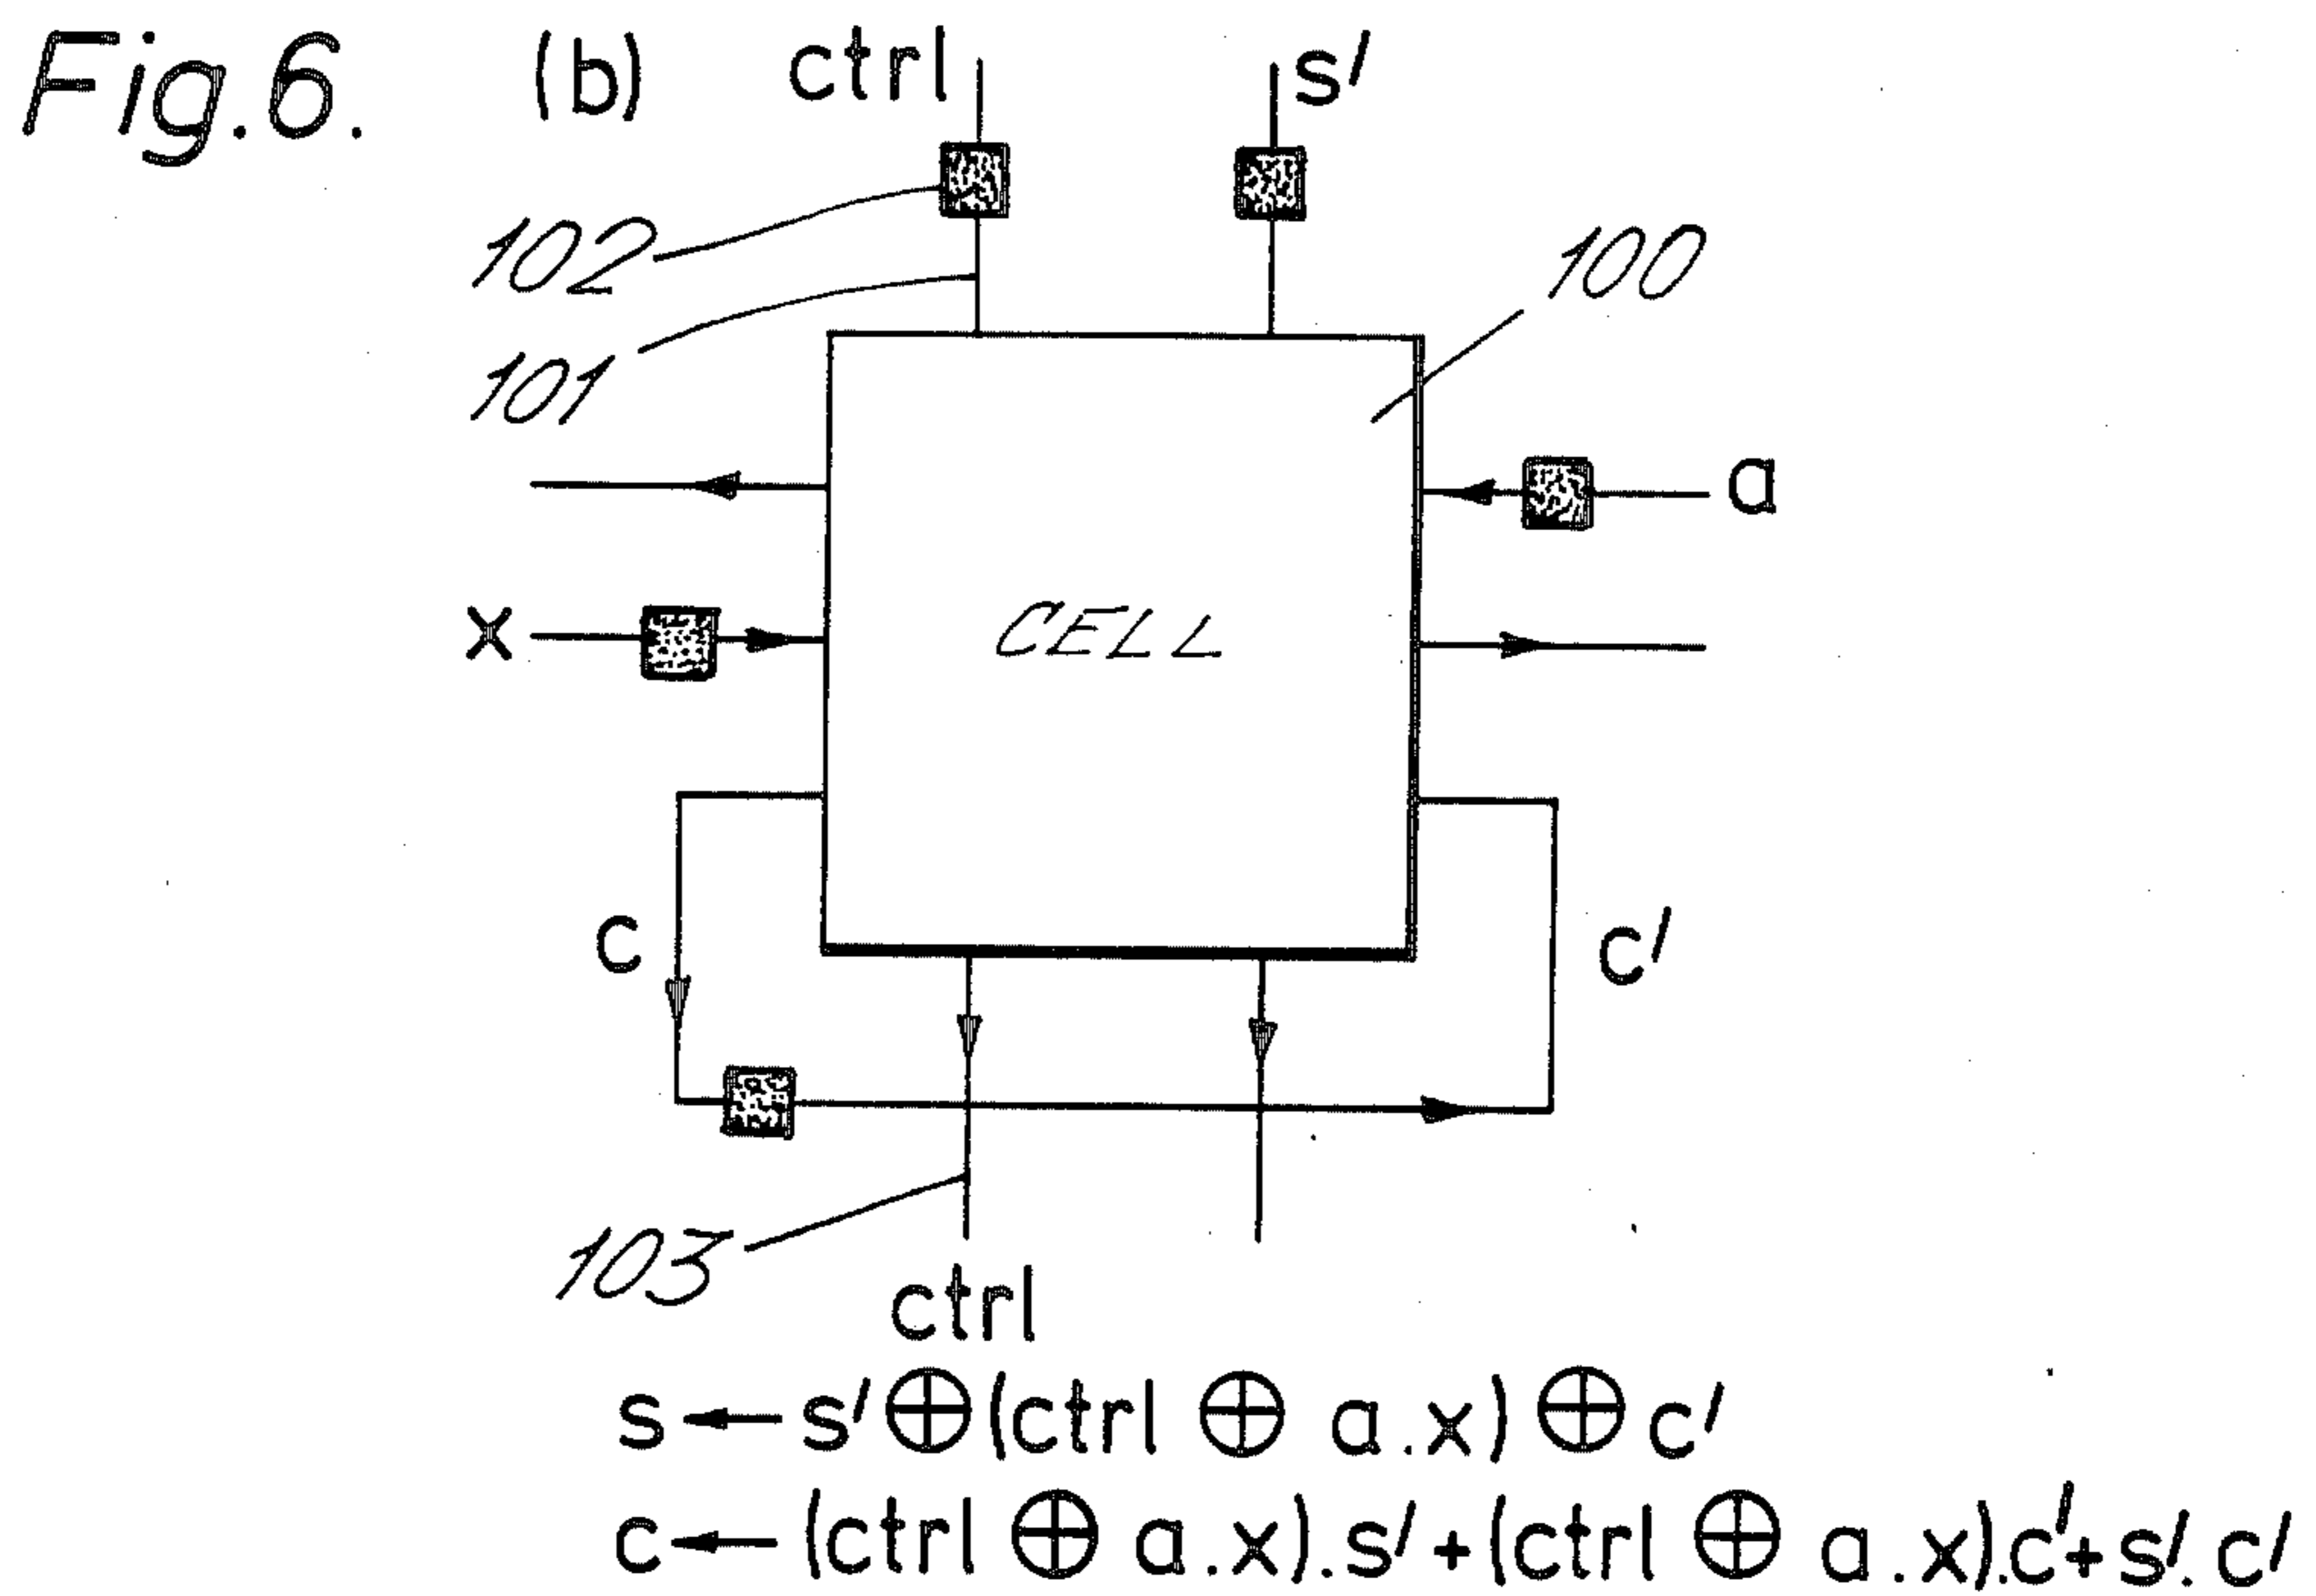 Fig.6.
(b)
ctrl
s'
102
100
101
a
x
CELL
c
c'
103
ctrl
s ← s' ⊕ (ctrl ⊕ a.x) ⊕ c'
c ← (ctrl ⊕ a.x).s' + (ctrl ⊕ a.x).c' + s'.c'